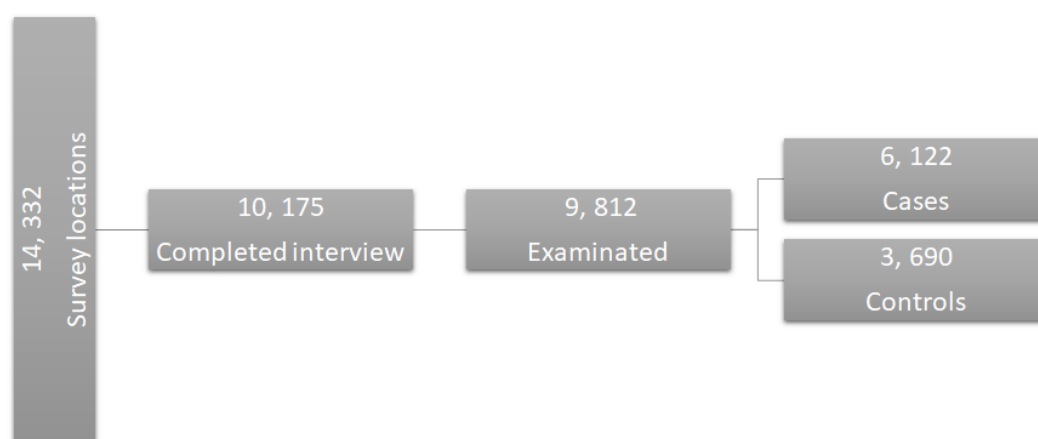 14, 332
Survey locations
10, 175
Completed interview
9, 812
Examinated
6, 122
Cases
3, 690
Controls